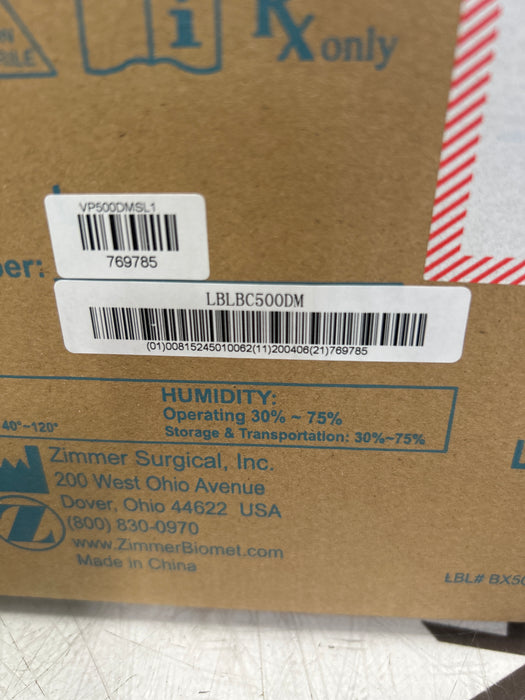 Rx only
VP500DMSL1
769785
LBLBC500DM
(01)00815245010062(11)200406(21)769785
HUMIDITY:
Operating 30% ~ 75%
40°~120°
Storage & Transportation: 30%~75%
Zimmer Surgical, Inc.
200 West Ohio Avenue
Dover, Ohio 44622 USA
(800) 830-0970
www.ZimmerBiomet.com
Made in China
LBL# BX50